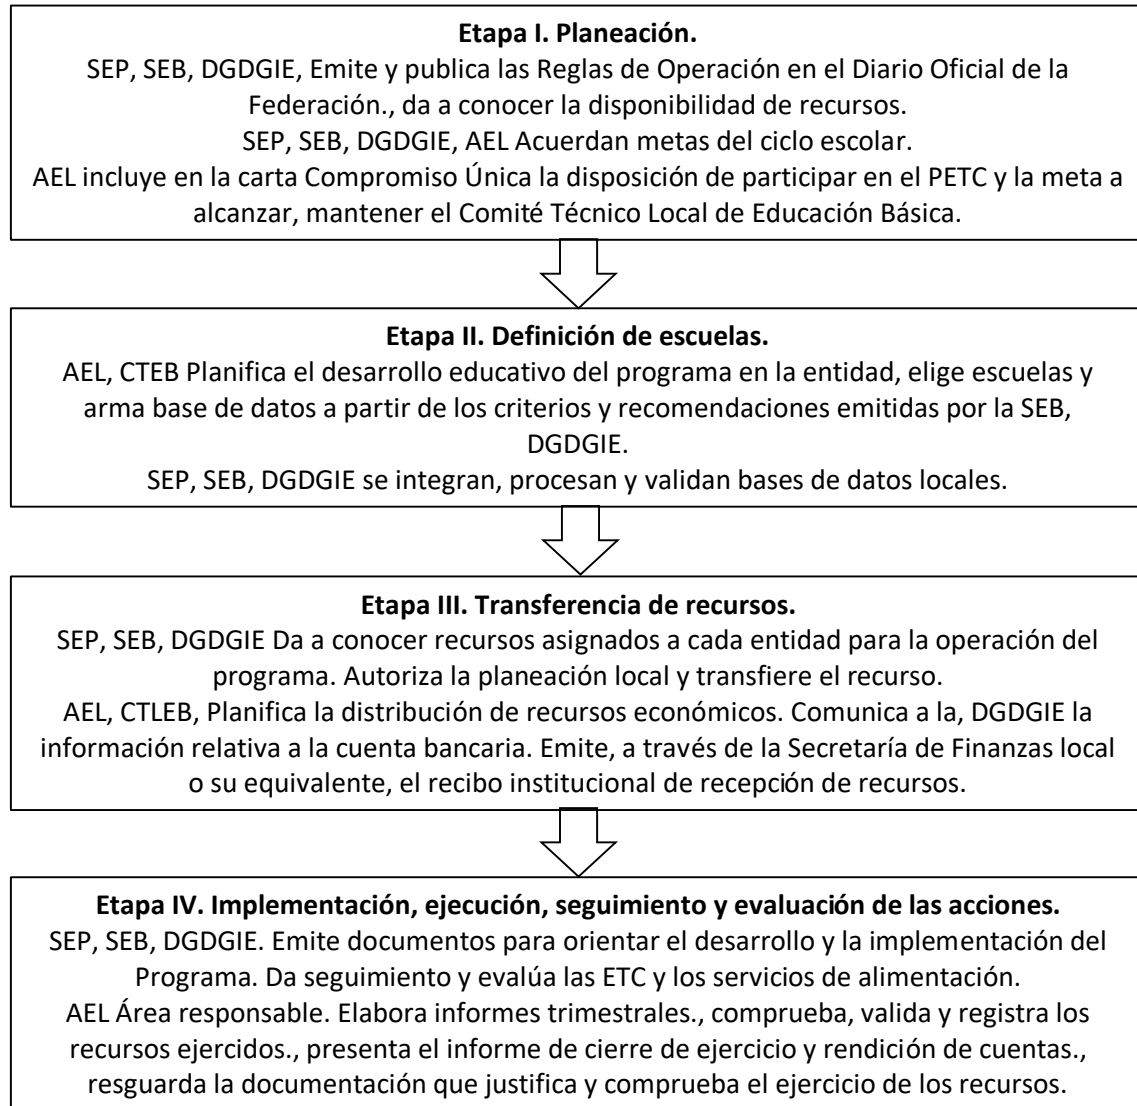 Etapa I. Planeación.
SEP, SEB, DGDGIE, Emite y publica las Reglas de Operación en el Diario Oficial de la
Federación., da a conocer la disponibilidad de recursos.
SEP, SEB, DGDGIE, AEL Acuerdan metas del ciclo escolar.
AEL incluye en la carta Compromiso Única la disposición de participar en el PETC y la meta a
alcanzar, mantener el Comité Técnico Local de Educación Básica.
Etapa II. Definición de escuelas.
AEL, CTEB Planifica el desarrollo educativo del programa en la entidad, elige escuelas y
arma base de datos a partir de los criterios y recomendaciones emitidas por la SEB,
DGDGIE.
SEP, SEB, DGDGIE se integran, procesan y validan bases de datos locales.
Etapa III. Transferencia de recursos.
SEP, SEB, DGDGIE Da a conocer recursos asignados a cada entidad para la operación del
programa. Autoriza la planeación local y transfiere el recurso.
AEL, CTLEB, Planifica la distribución de recursos económicos. Comunica a la, DGDGIE la
información relativa a la cuenta bancaria. Emite, a través de la Secretaría de Finanzas local
o su equivalente, el recibo institucional de recepción de recursos.
Etapa IV. Implementación, ejecución, seguimiento y evaluación de las acciones.
SEP, SEB, DGDGIE. Emite documentos para orientar el desarrollo y la implementación del
Programa. Da seguimiento y evalúa las ETC y los servicios de alimentación.
AEL Área responsable. Elabora informes trimestrales., comprueba, valida y registra los
recursos ejercidos., presenta el informe de cierre de ejercicio y rendición de cuentas.,
resguarda la documentación que justifica y comprueba el ejercicio de los recursos.